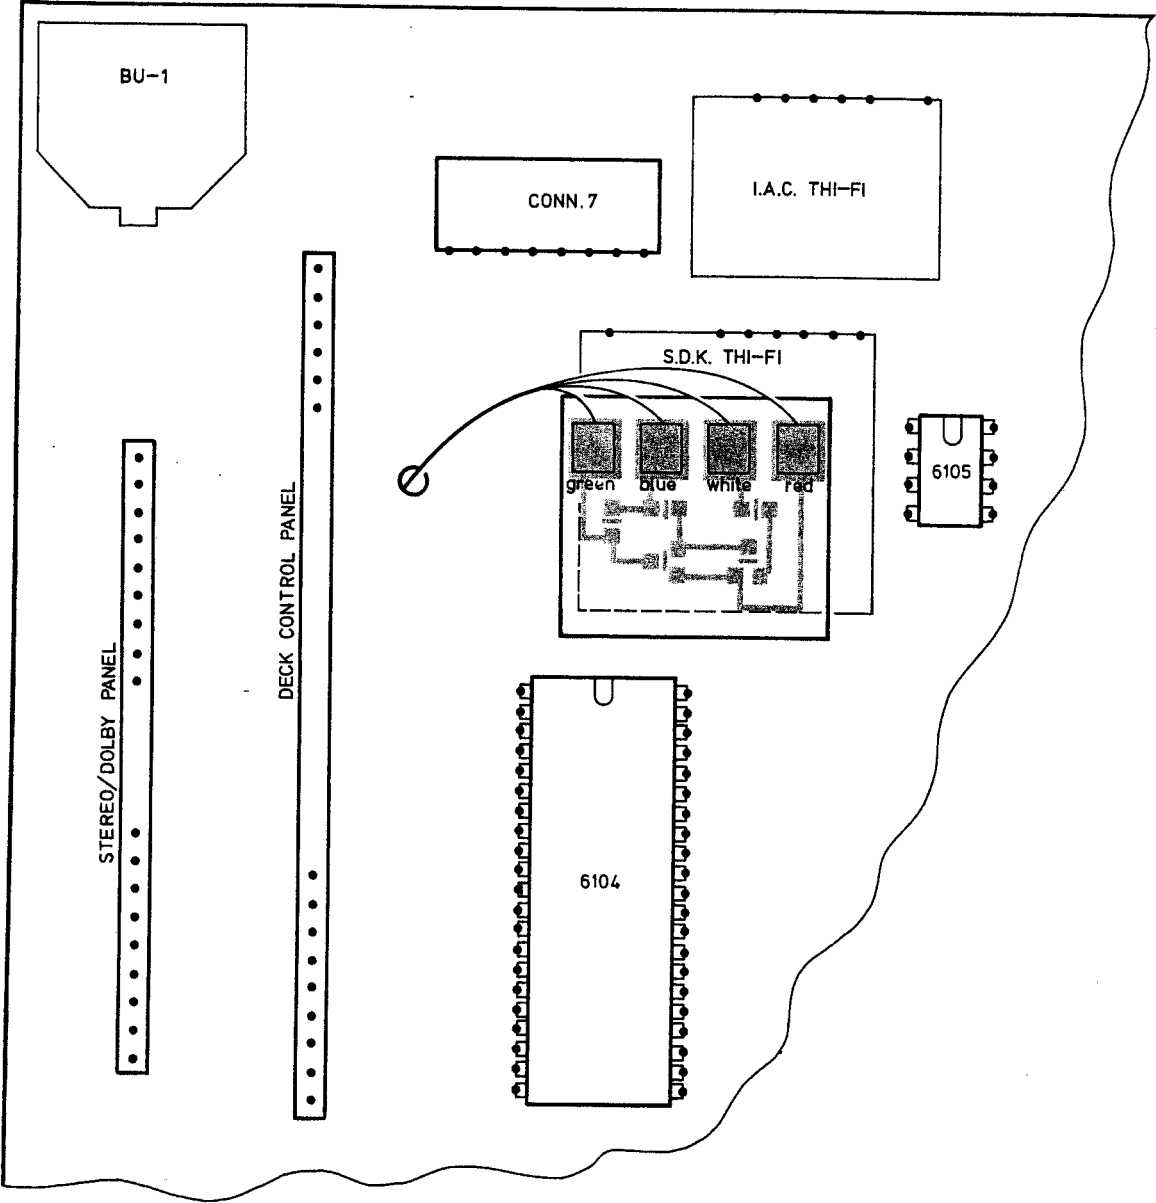 BU-1
I.A.C. THI-FI
CONN.7
S.D.K. THI-FI
green blue white red
6105
DECK CONTROL PANEL
STEREO/DOLBY PANEL
6104